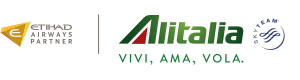 ETIHAD
AIRWAYS
PARTNER
Alitalia
VIVI, AMA, VOLA.
SKYTEAM